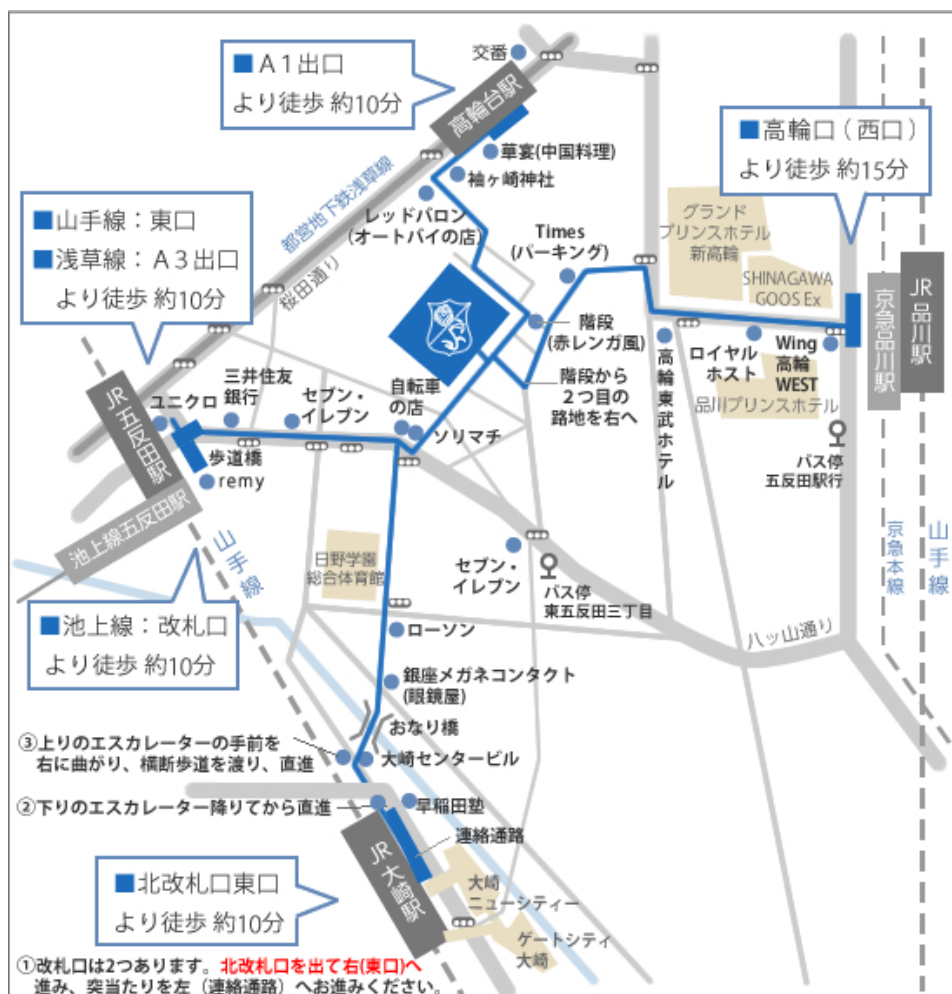 交番
■A1出口
より徒歩 約10分
高輪台駅
華宴(中国料理)
袖ヶ崎神社
レッドバロン
(オートバイの店)
都営地下鉄浅草線
桜田通り
■高輪口(西口)
より徒歩 約15分
■山手線:東口
■浅草線:A3出口
より徒歩 約10分
グランド
プリンスホテル
新高輪
SHINAGAWA
GOOS Ex
Times
(パーキング)
京急品川駅
JR品川駅
階段
(赤レンガ風)
階段から
2つ目の
路地を右へ
高輪東武ホテル
ロイヤル
ホスト
Wing
高輪
WEST
品川プリンスホテル
バス停
五反田駅行
JR五反田駅
ユニクロ
三井住友
銀行
セブン・
イレブン
自転車
の店
ソリマチ
歩道橋
remy
池上線五反田駅
山手線
日野学園
総合体育館
セブン・
イレブン
バス停
東五反田三丁目
京急本線
山手線
八ッ山通り
■池上線:改札口
より徒歩 約10分
ローソン
銀座メガネコンタクト
(眼鏡屋)
おなり橋
③上りのエスカレーターの手前を
右に曲がり、横断歩道を渡り、直進
大崎センタービル
②下りのエスカレーター降りてから直進
早稲田塾
連絡通路
JR大崎駅
■北改札口東口
より徒歩 約10分
大崎
ニューシティー
ゲートシティ
大崎
①改札口は2つあります。北改札口を出て右(東口)へ
進み、突当たりを左(連絡通路)へお進みください。